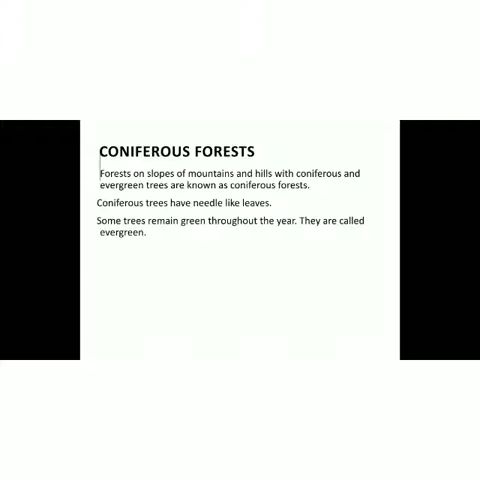 CONIFEROUS FORESTS
Forests on slopes of mountains and hills with coniferous and
evergreen trees are known as coniferous forests.
Coniferous trees have needle like leaves.
Some trees remain green throughout the year. They are called
evergreen.